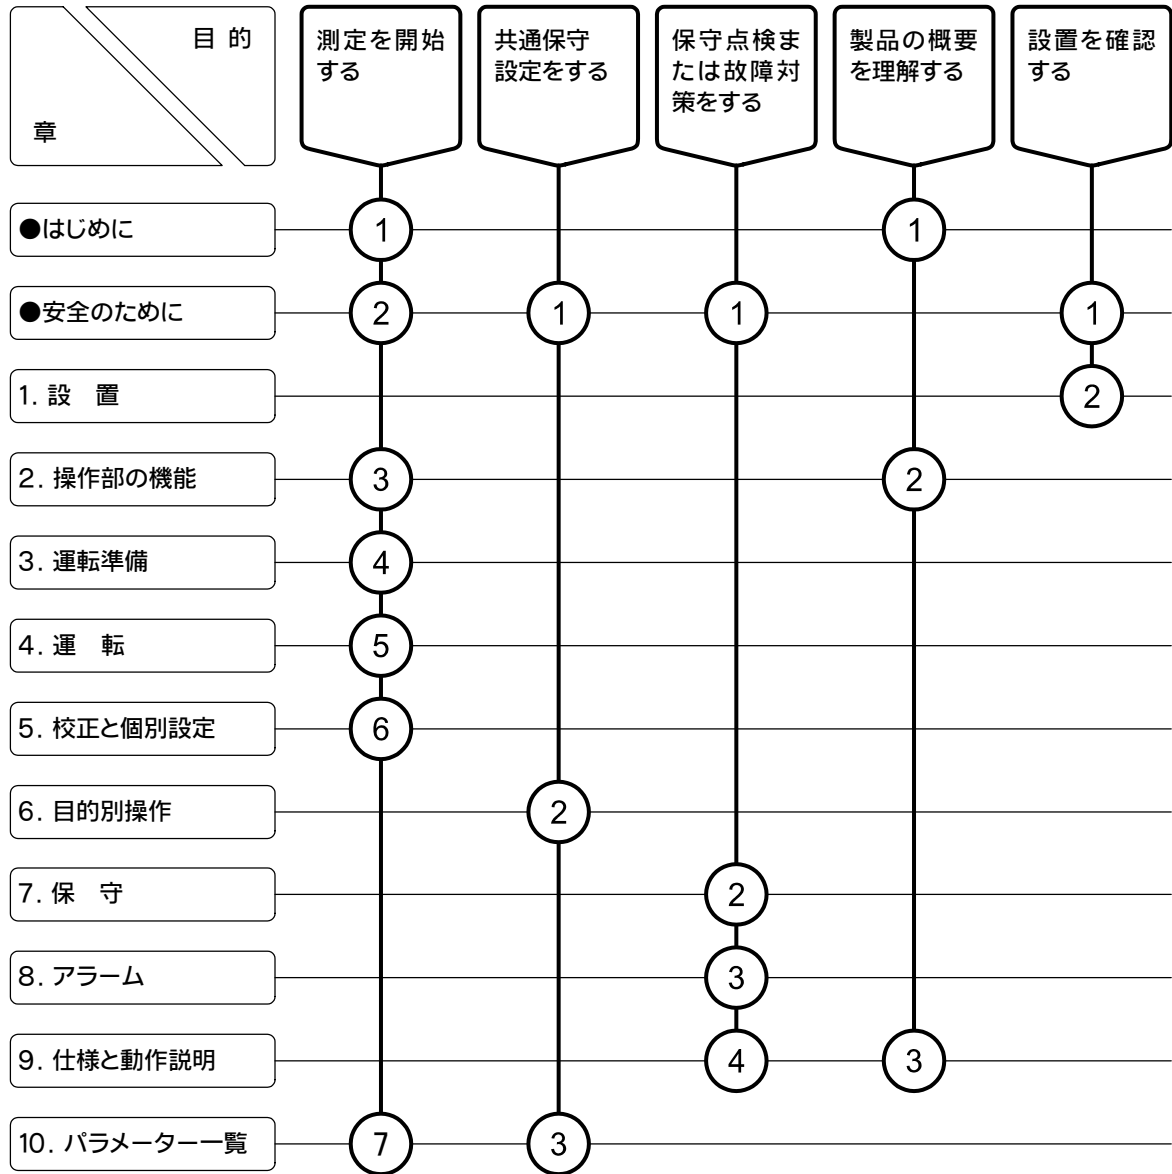 目 的
章
測定を開始
する
共通保守
設定をする
保守点検ま
たは故障対
策をする
製品の概要
を理解する
設置を確認
する
●はじめに
1
1
●安全のために
2
1
1
1
1. 設　置
2
2. 操作部の機能
3
2
3. 運転準備
4
4. 運　転
5
5. 校正と個別設定
6
6. 目的別操作
2
7. 保　守
2
8. アラーム
3
9. 仕様と動作説明
4
3
10. パラメーター一覧
7
3